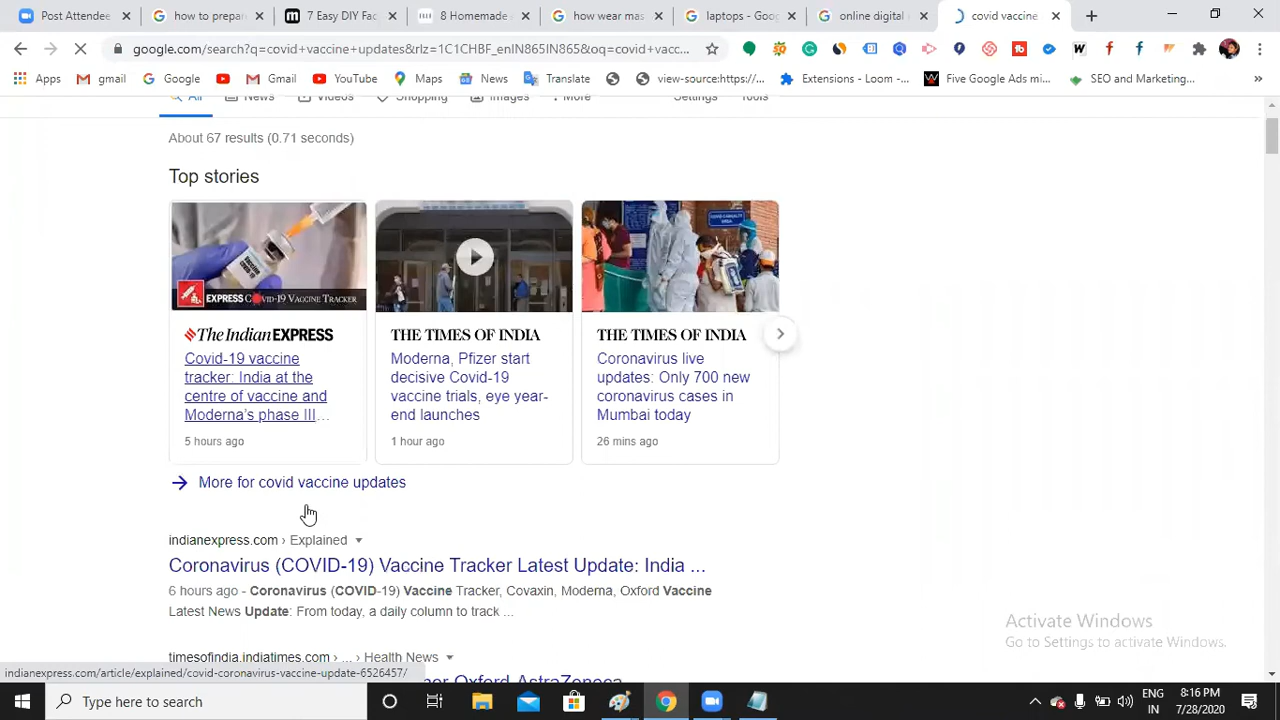 Post Attende
how to prepar
7 Easy DIY Fac
8 Homemade
how wear mas
laptops - Goog
online digital
covid vaccine
google.com/search?q=covid+vaccine+updates&rlz=1C1CHBF_enIN865IN865&oq=covid+vacc...
Apps
gmail
Google
Gmail
YouTube
Maps
News
Translate
view-source:https://...
Extensions - Loom -...
Five Google Ads mi...
SEO and Marketing...
All
News
Videos
Shopping
Images
More
Settings
Tools
About 67 results (0.71 seconds)
Top stories
EXPRESS COVID-19 VACCINE TRACKER
The Indian EXPRESS
Covid-19 vaccine
tracker: India at the
centre of vaccine and
Moderna's phase III...
5 hours ago
THE TIMES OF INDIA
Moderna, Pfizer start
decisive Covid-19
vaccine trials, eye year-
end launches
1 hour ago
THE TIMES OF INDIA
Coronavirus live
updates: Only 700 new
coronavirus cases in
Mumbai today
26 mins ago
More for covid vaccine updates
indianexpress.com › Explained
Coronavirus (COVID-19) Vaccine Tracker Latest Update: India ...
6 hours ago - Coronavirus (COVID-19) Vaccine Tracker, Covaxin, Moderna, Oxford Vaccine
Latest News Update: From today, a daily column to track ...
timesofindia.indiatimes.com › ... › Health News
Oxford-AstraZeneca
Activate Windows
Go to Settings to activate Windows.
indianexpress.com/article/explained/covid-coronavirus-vaccine-update-6526457/
Type here to search
ENG
IN
8:16 PM
7/28/2020